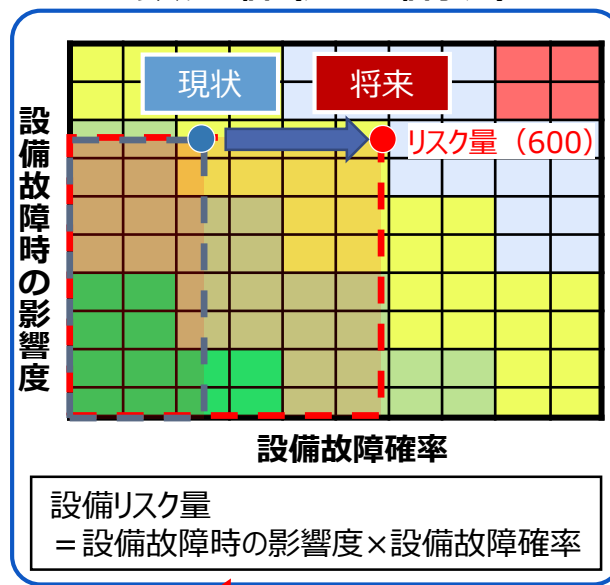 現状
将来
リスク量（600）
設備故障時の影響度
設備故障確率
設備リスク量
＝設備故障時の影響度×設備故障確率